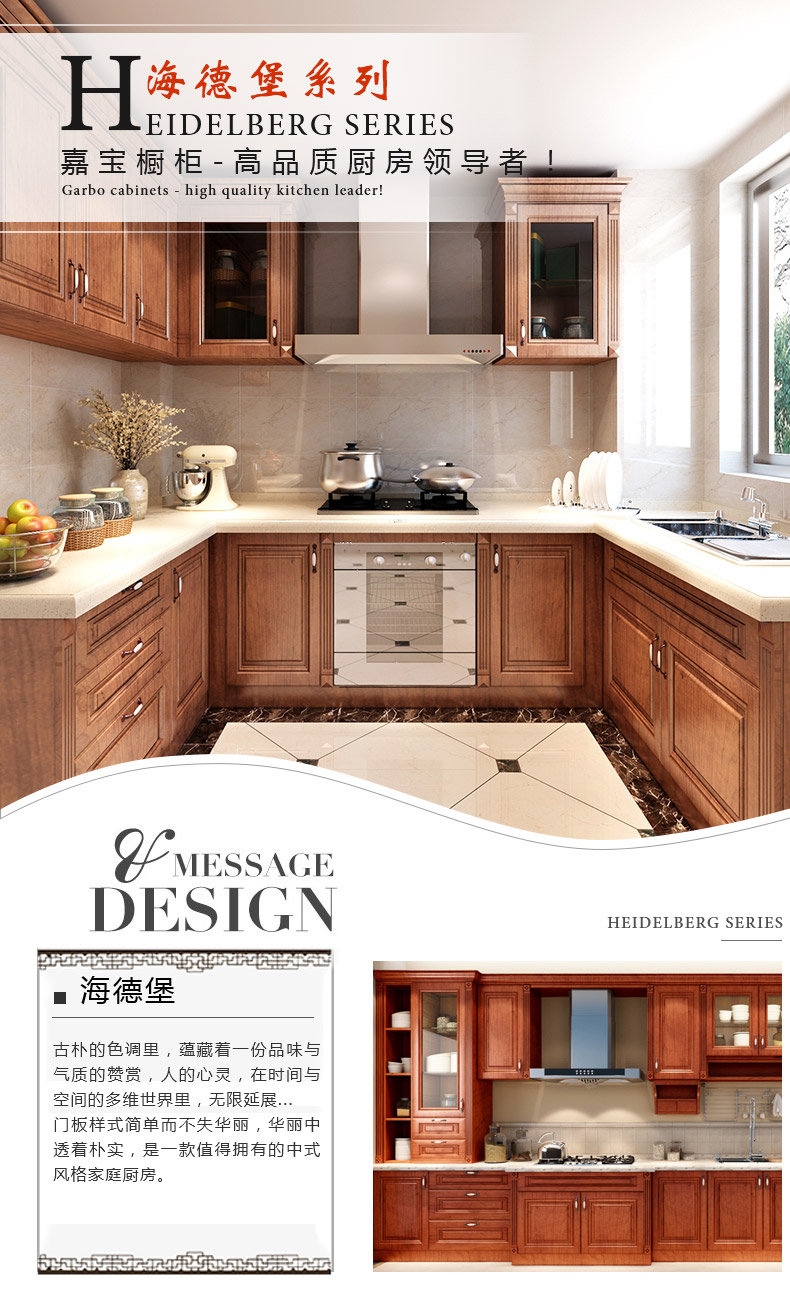 海德堡系列
HEIDELBERG SERIES
嘉宝橱柜-高品质厨房领导者！
Garbo cabinets - high quality kitchen leader!
& MESSAGE
DESIGN
HEIDELBERG SERIES
海德堡
古朴的色调里，蕴藏着一份品味与
气质的赞赏，人的心灵，在时间与
空间的多维世界里，无限延展...
门板样式简单而不失华丽，华丽中
透着朴实，是一款值得拥有的中式
风格家庭厨房。